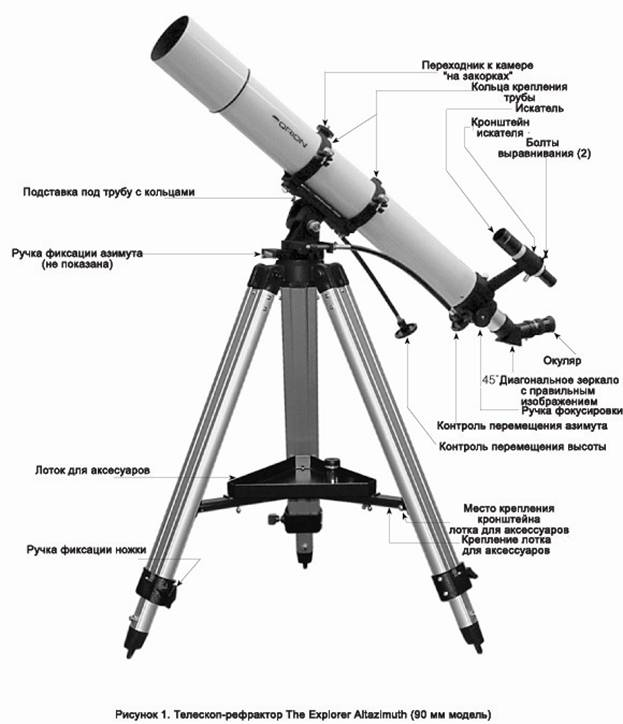 Переходник к камере
"на закорках"
Кольца крепления
трубы
Искатель
Кронштейн
искателя
Болты
выравнивания (2)
ORION
Подставка под трубу с кольцами
Ручка фиксации азимута
(не показана)
Окуляр
45° Диагональное зеркало
с правильным
изображением
Ручка фокусировки
Контроль перемещения азимута
Контроль перемещения высоты
Лоток для аксесуаров
Место крепления
кронштейна
лотка для аксессуаров
Крепление лотка
для аксессуаров
Ручка фиксации ножки
Рисунок 1. Телескоп-рефрактор The Explorer Altazimuth (90 мм модель)